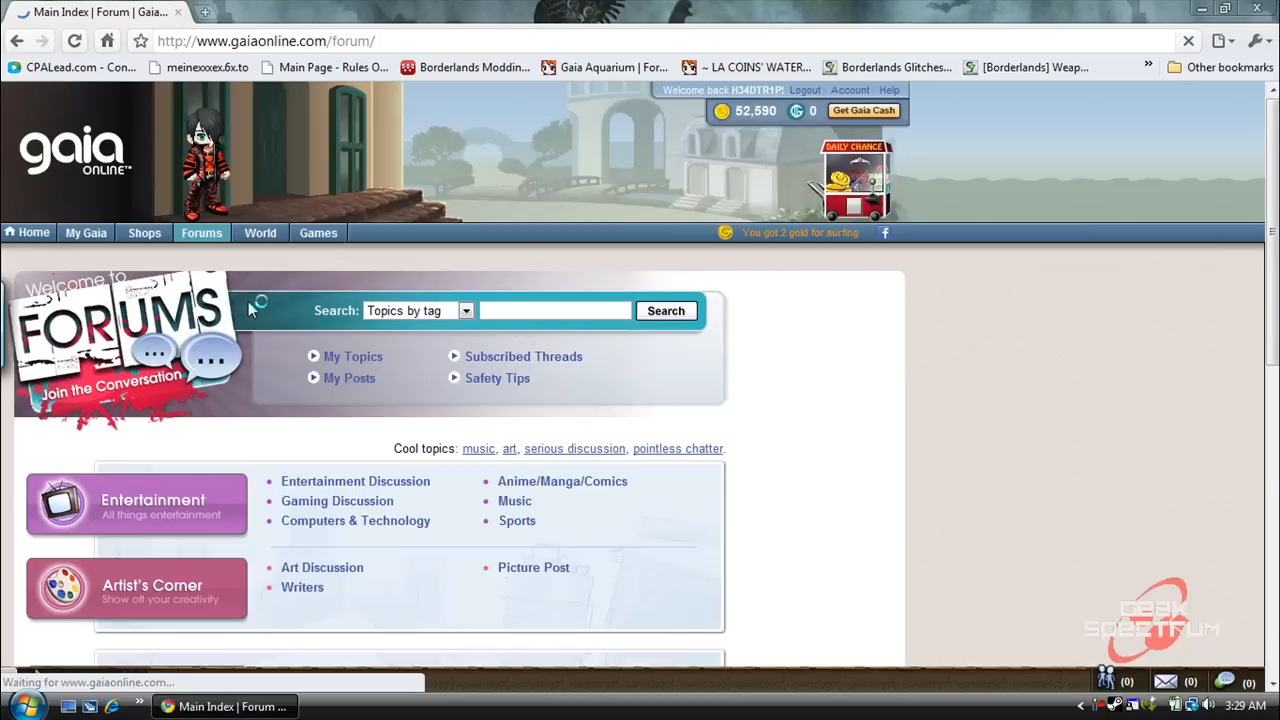 Main Index | Forum | Gaia...
http://www.gaiaonline.com/forum/
CPALead.com - Con...
meinexxxex.6x.to
Main Page - Rules O...
Borderlands Moddin...
Gaia Aquarium | For...
~ LA COINS' WATER...
Borderlands Glitches...
[Borderlands] Weap...
»
Other bookmarks
Welcome back H34DTR1P!
Logout
Account
Help
52,590
0
Get Gaia Cash
gaia
ONLINE™
DAILY CHANCE
Home
My Gaia
Shops
Forums
World
Games
You got 2 gold for surfing
Welcome to
FORUMS
Join the Conversation
Search:
Topics by tag
Search
My Topics
Subscribed Threads
My Posts
Safety Tips
Cool topics: music, art, serious discussion, pointless chatter.
Entertainment
All things entertainment
Entertainment Discussion
Anime/Manga/Comics
Gaming Discussion
Music
Computers & Technology
Sports
Artist's Corner
Show off your creativity
Art Discussion
Picture Post
Writers
GEEK
SPECTRUM
Waiting for www.gaiaonline.com...
(0)
(0)
(0)
Main Index | Forum ...
3:29 AM